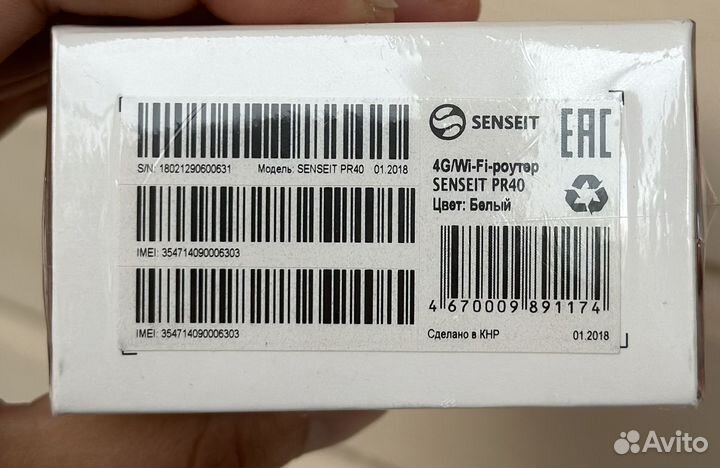 S/N: 18021290600631 Модель: SENSEIT PR40 01.2018
IMEI: 354714090006303
IMEI: 354714090006303
SENSEIT
EAC
4G/Wi-Fi-роутер
SENSEIT PR40
Цвет: Белый
4 670009 891174
Сделано в КНР 01.2018
Avito